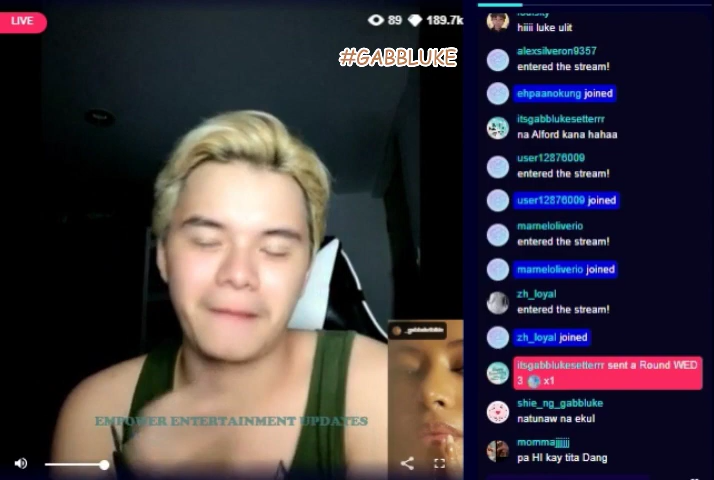 LIVE
89
189.7k
#GABBLUKE
EMPOWER ENTERTAINMENT UPDATES
hiiii luke ulit
alexsilveron9357
entered the stream!
ehpaanokung joined
itsgabblukesetterrr
na Alford kana hahaa
user12876009
entered the stream!
user12876009 joined
mameloliverio
entered the stream!
mameloliverio joined
zh_loyal
entered the stream!
zh_loyal joined
itsgabblukesetterrr sent a Round WED
3 x1
shie_ng_gabbluke
natunaw na ekul
mommajjjjjj
pa HI kay tita Dang